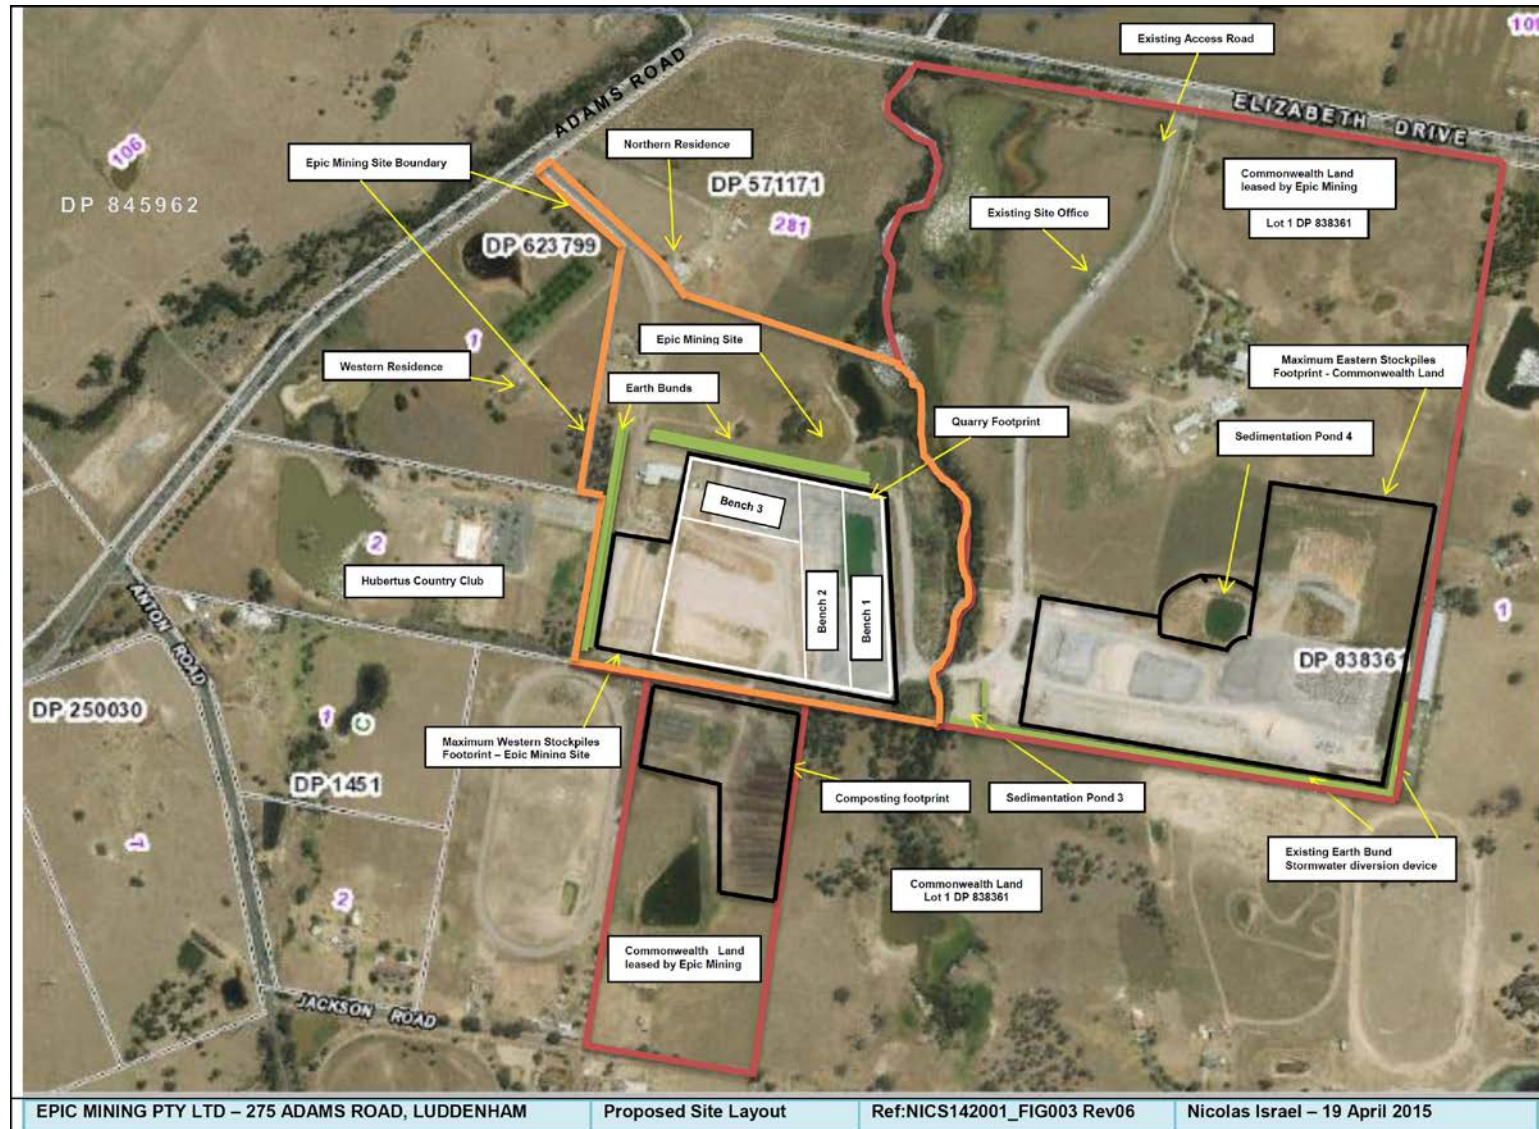 Existing Access Road
ADAMS ROAD
ELIZABETH DRIVE
106
DP 845962
Epic Mining Site Boundary
Northern Residence
DP 571171
281
Commonwealth Land
leased by Epic Mining
Lot 1 DP 838361
Existing Site Office
DP 623799
1
Western Residence
Epic Mining Site
Earth Bunds
Maximum Eastern Stockpiles
Footprint - Commonwealth Land
Quarry Footprint
Sedimentation Pond 4
Bench 3
Bench 2
Bench 1
2
Hubertus Country Club
ANTON ROAD
1
DP 838361
DP 250030
1
C
Maximum Western Stockpiles
Footprint – Epic Mining Site
DP 1451
Composting footprint
Sedimentation Pond 3
7
Existing Earth Bund
Stormwater diversion device
2
Commonwealth Land
Lot 1 DP 838361
Commonwealth Land
leased by Epic Mining
JACKSON ROAD
EPIC MINING PTY LTD – 275 ADAMS ROAD, LUDDENHAM
Proposed Site Layout
Ref:NICS142001_FIG003 Rev06
Nicolas Israel – 19 April 2015